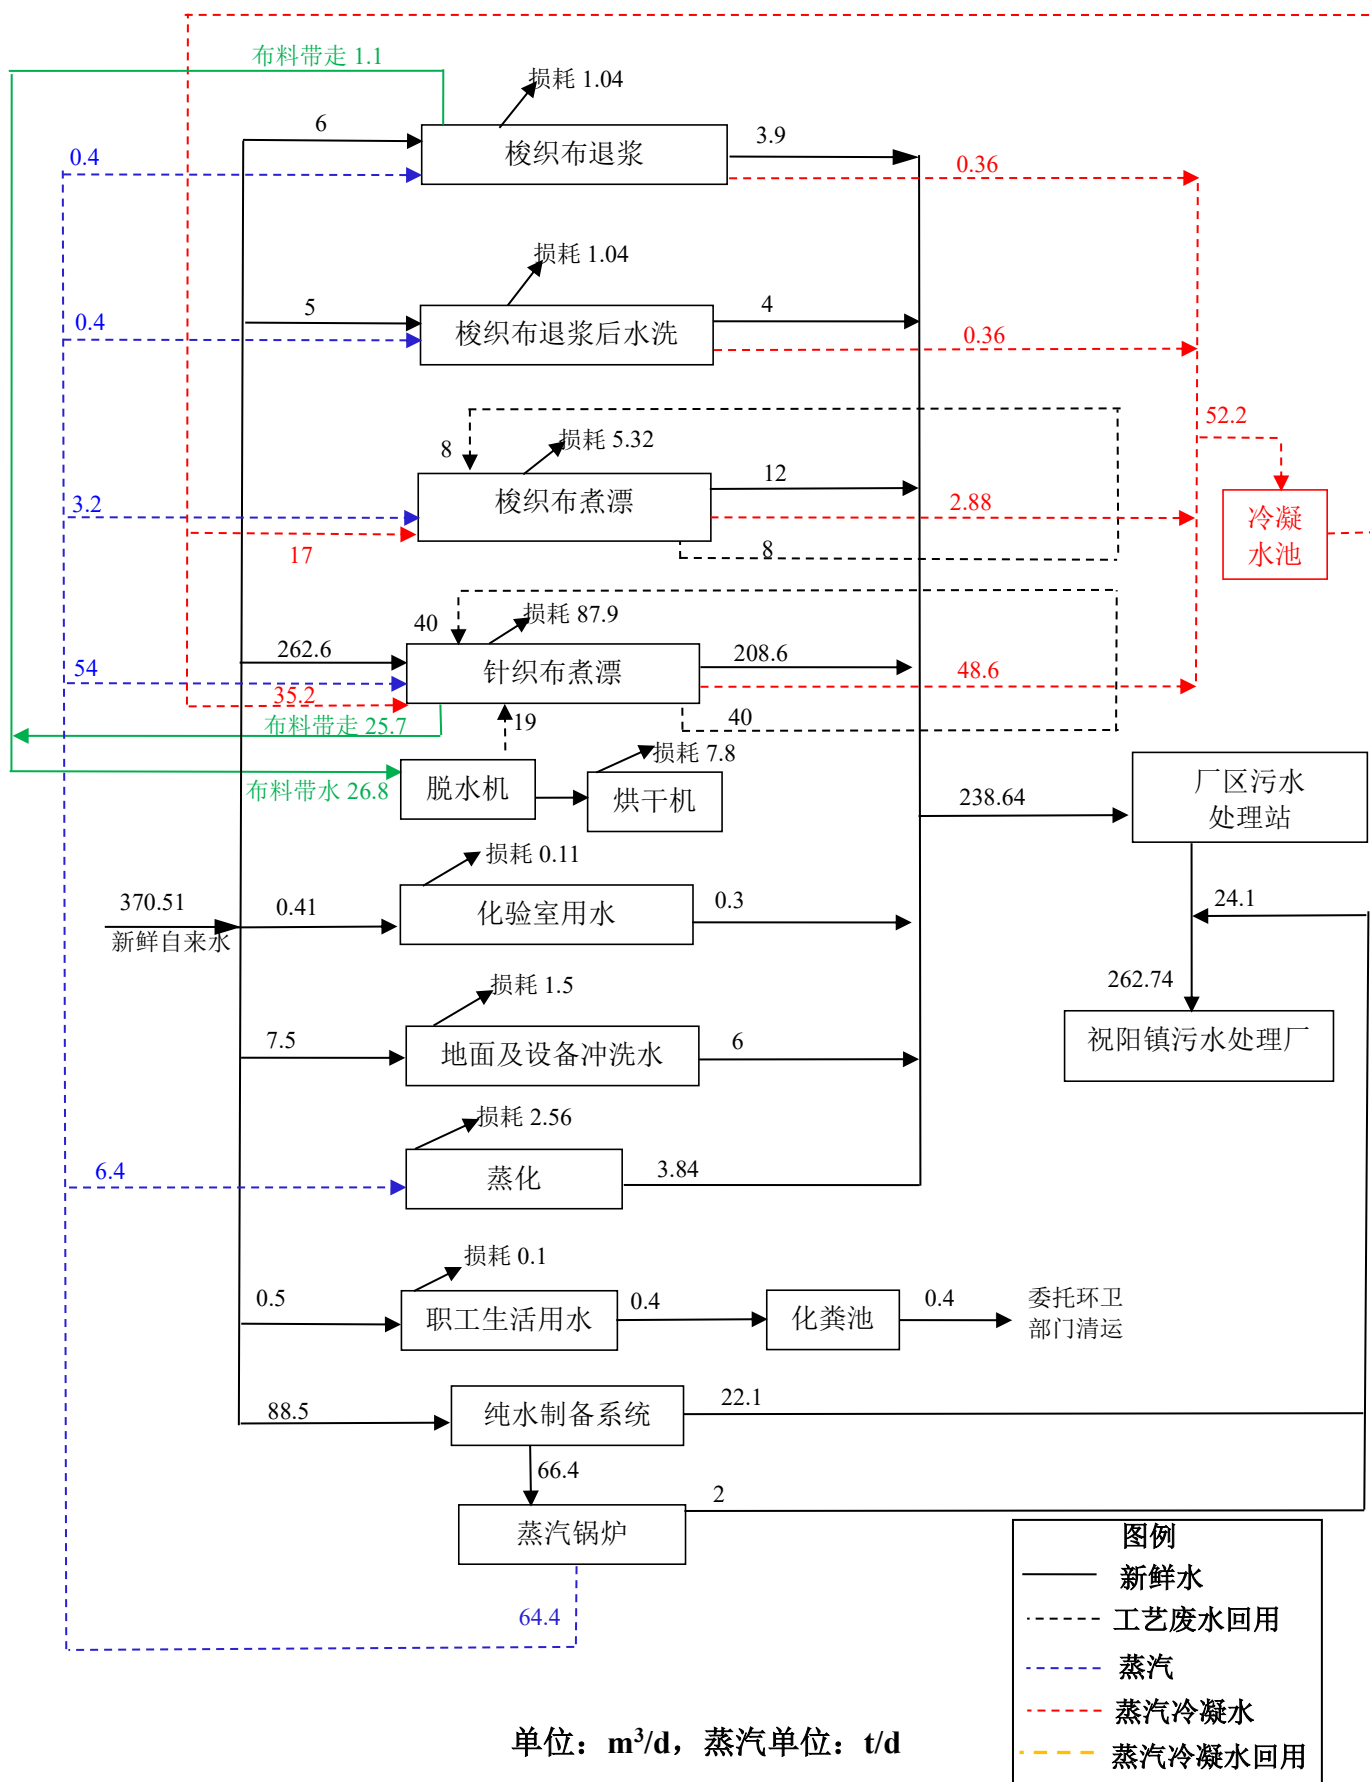 布料带走 1.1
损耗 1.04
6
梭织布退浆
3.9
0.4
0.36
损耗 1.04
5
梭织布退浆后水洗
4
0.4
0.36
52.2
损耗 5.32
8
梭织布煮漂
12
3.2
2.88
17
8
冷凝
水池
损耗 87.9
40
262.6
针织布煮漂
208.6
54
48.6
35.2
布料带走 25.7
19
40
损耗 7.8
布料带水 26.8
脱水机
烘干机
238.64
厂区污水
处理站
损耗 0.11
370.51
新鲜自来水
0.41
化验室用水
0.3
24.1
损耗 1.5
262.74
7.5
地面及设备冲洗水
6
祝阳镇污水处理厂
损耗 2.56
6.4
蒸化
3.84
损耗 0.1
0.5
职工生活用水
0.4
化粪池
0.4
委托环卫
部门清运
88.5
纯水制备系统
22.1
66.4
2
蒸汽锅炉
64.4
图例
新鲜水
工艺废水回用
蒸汽
蒸汽冷凝水
蒸汽冷凝水回用
单位：m³/d，蒸汽单位：t/d